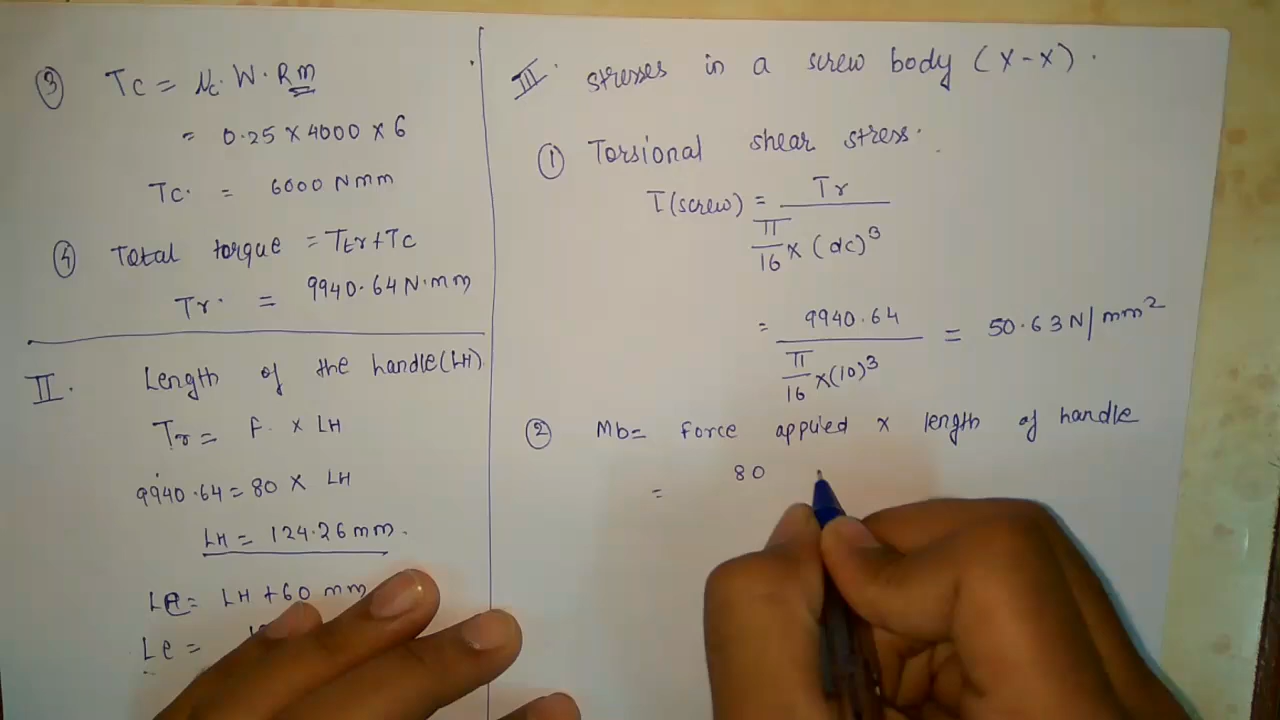 ③ Tc = μc. W. Rm
= 0.25 × 4000 × 6
Tc. = 6000 Nmm
④ Total torque = Ttr + Tc
Tr. = 9940.64 N.mm
II. Length of the handle (LH)
Tr = F. × LH
9940.64 = 80 × LH
LH = 124.26 mm.
Le = LH + 60 mm
Le =
III. stresses in a screw body (X-X).
① Torsional shear stress.
τ(screw) = Tr
π/16 × (dc)³
= 9940.64 = 50.63 N/mm²
π/16 × (10)³
② Mb = force applied × length of handle
= 80